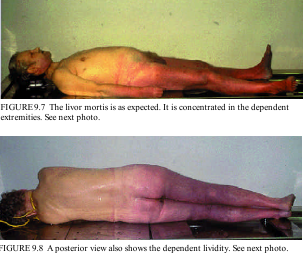 FIGURE 9.7 The livor mortis is as expected. It is concentrated in the dependent
extremities. See next photo.
FIGURE 9.8 A posterior view also shows the dependent lividity. See next photo.